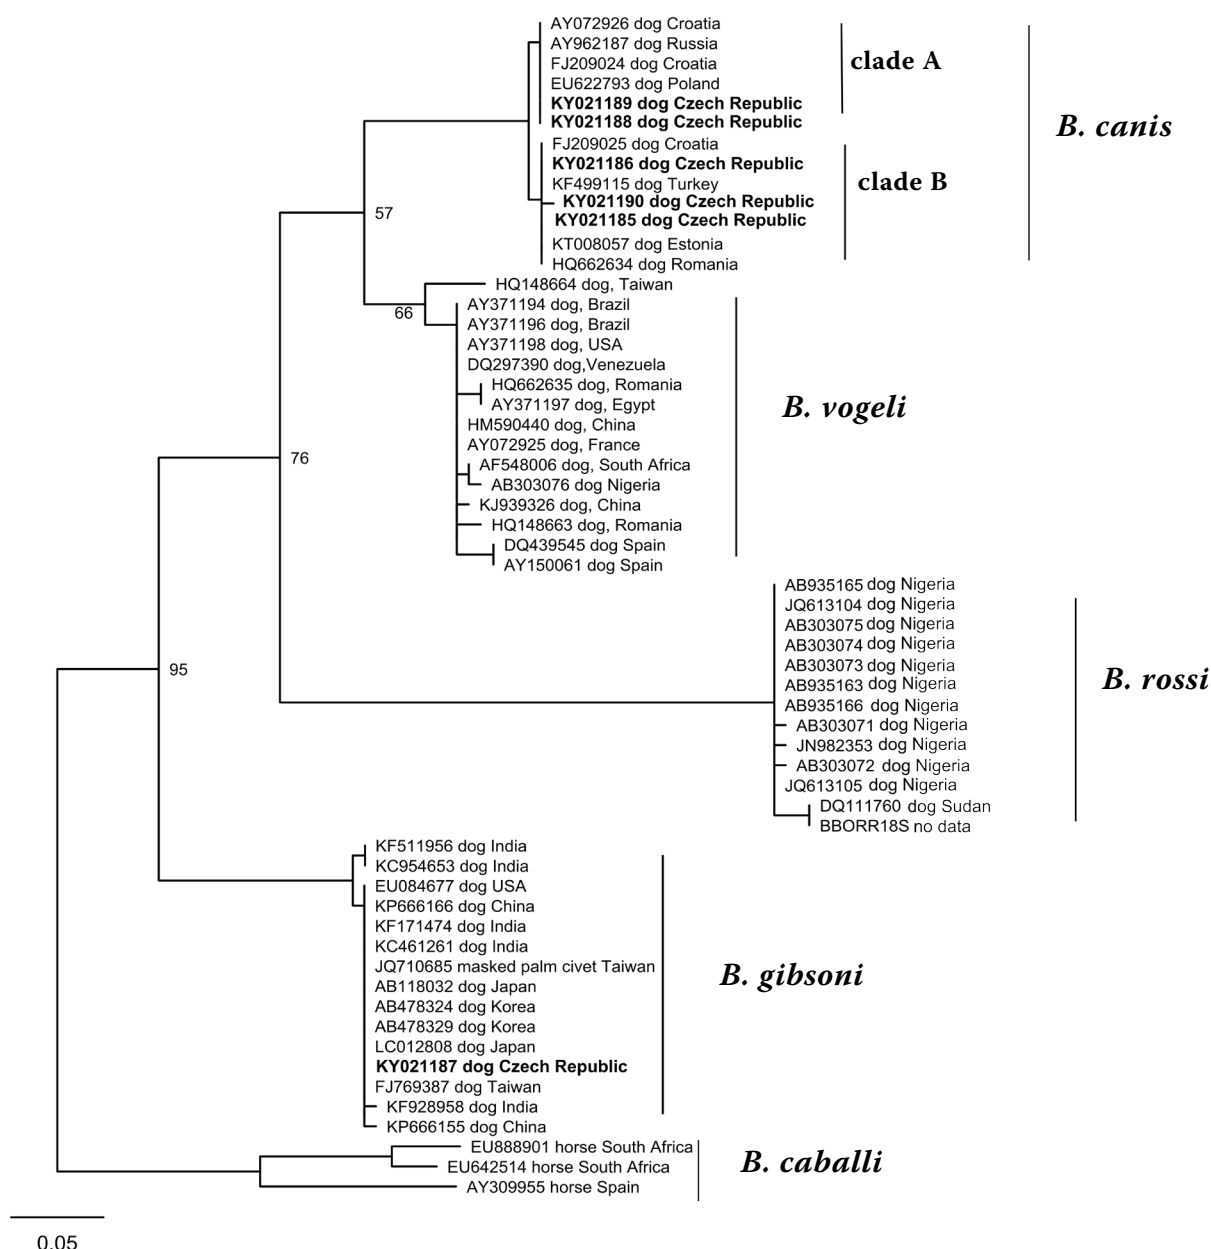 AY072926 dog Croatia
AY962187 dog Russia
FJ209024 dog Croatia
EU622793 dog Poland
KY021189 dog Czech Republic
KY021188 dog Czech Republic
clade A
FJ209025 dog Croatia
KY021186 dog Czech Republic
KF499115 dog Turkey
KY021190 dog Czech Republic
KY021185 dog Czech Republic
KT008057 dog Estonia
HQ662634 dog Romania
clade B
B. canis
57
HQ148664 dog, Taiwan
66
AY371194 dog, Brazil
AY371196 dog, Brazil
AY371198 dog, USA
DQ297390 dog,Venezuela
HQ662635 dog, Romania
AY371197 dog, Egypt
HM590440 dog, China
AY072925 dog, France
AF548006 dog, South Africa
AB303076 dog Nigeria
KJ939326 dog, China
HQ148663 dog, Romania
DQ439545 dog Spain
AY150061 dog Spain
B. vogeli
76
AB935165 dog Nigeria
JQ613104 dog Nigeria
AB303075 dog Nigeria
AB303074 dog Nigeria
AB303073 dog Nigeria
AB935163 dog Nigeria
AB935166 dog Nigeria
AB303071 dog Nigeria
JN982353 dog Nigeria
AB303072 dog Nigeria
JQ613105 dog Nigeria
DQ111760 dog Sudan
BBORR18S no data
B. rossi
95
KF511956 dog India
KC954653 dog India
EU084677 dog USA
KP666166 dog China
KF171474 dog India
KC461261 dog India
JQ710685 masked palm civet Taiwan
AB118032 dog Japan
AB478324 dog Korea
AB478329 dog Korea
LC012808 dog Japan
KY021187 dog Czech Republic
FJ769387 dog Taiwan
KF928958 dog India
KP666155 dog China
B. gibsoni
EU888901 horse South Africa
EU642514 horse South Africa
AY309955 horse Spain
B. caballi
0.05